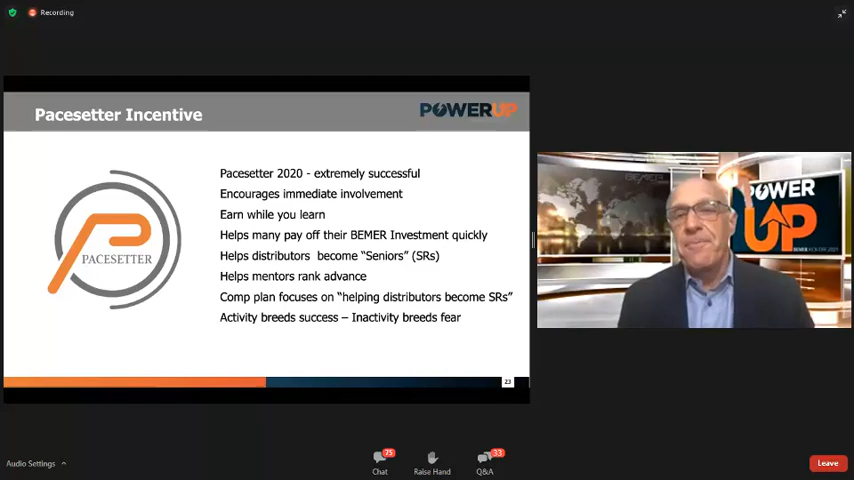 Recording
Pacesetter Incentive
POWERUP
Pacesetter 2020 - extremely successful
Encourages immediate involvement
Earn while you learn
Helps many pay off their BEMER Investment quickly
Helps distributors become “Seniors” (SRs)
Helps mentors rank advance
Comp plan focuses on “helping distributors become SRs”
Activity breeds success – Inactivity breeds fear
PACESETTER
23
POWER
UP
Audio Settings
75
Chat
Raise Hand
33
Q&A
Leave